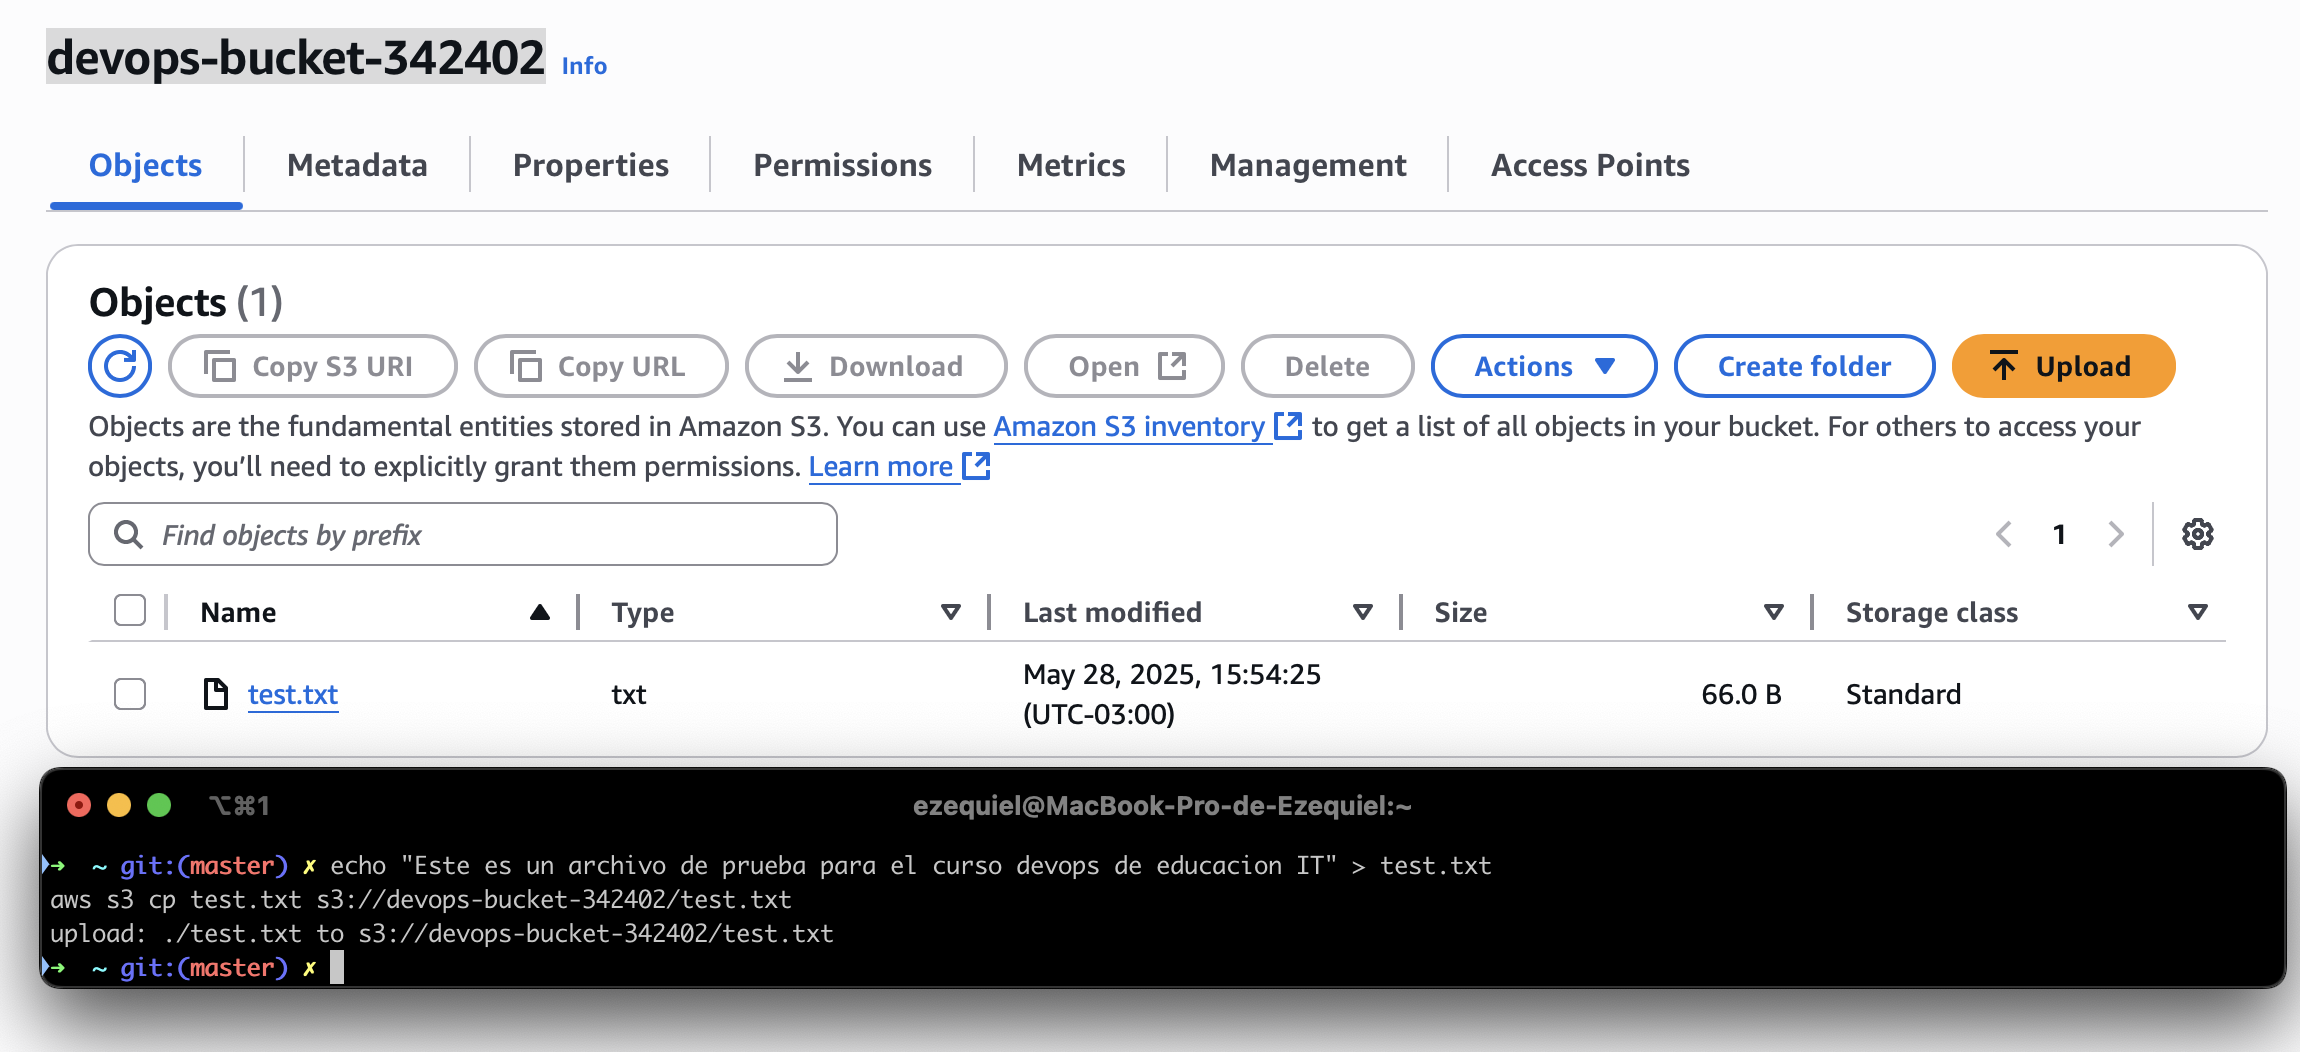 devops-bucket-342402 Info
Objects Metadata Properties Permissions Metrics Management Access Points
Objects (1)
Copy S3 URI Copy URL Download Open Delete Actions Create folder Upload
Objects are the fundamental entities stored in Amazon S3. You can use Amazon S3 inventory to get a list of all objects in your bucket. For others to access your
objects, you’ll need to explicitly grant them permissions. Learn more
Find objects by prefix
1
Name Type Last modified Size Storage class
test.txt txt May 28, 2025, 15:54:25 (UTC-03:00) 66.0 B Standard
⌥⌘1 ezequiel@MacBook-Pro-de-Ezequiel:~
➜ ~ git:(master) ✗ echo "Este es un archivo de prueba para el curso devops de educacion IT" > test.txt
aws s3 cp test.txt s3://devops-bucket-342402/test.txt
upload: ./test.txt to s3://devops-bucket-342402/test.txt
➜ ~ git:(master) ✗